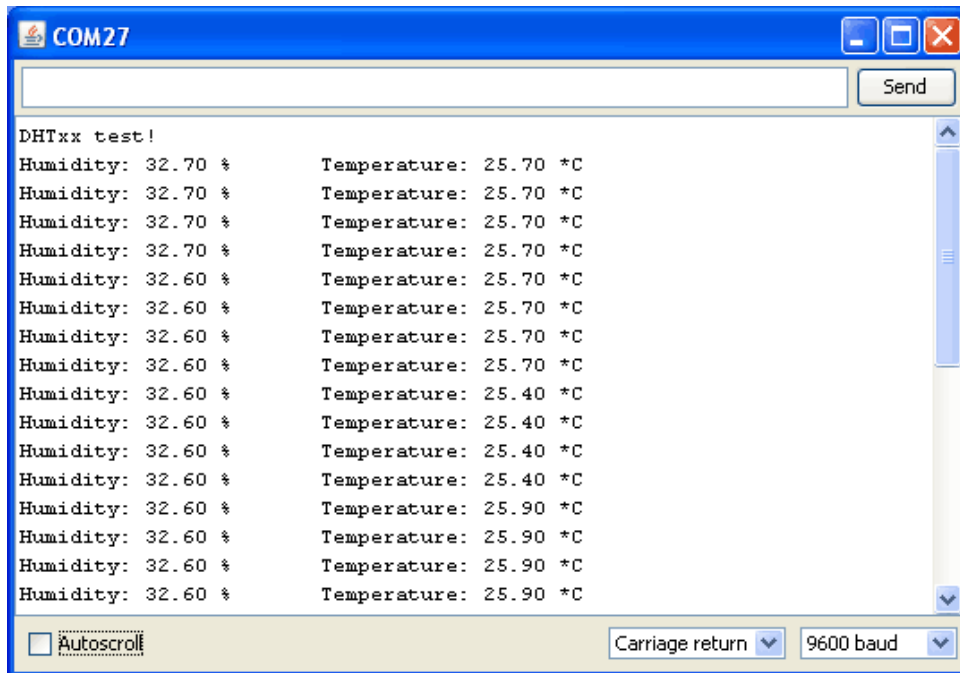 COM27
Send
DHTxx test!
Humidity: 32.70 %	Temperature: 25.70 *C
Humidity: 32.70 %	Temperature: 25.70 *C
Humidity: 32.70 %	Temperature: 25.70 *C
Humidity: 32.70 %	Temperature: 25.70 *C
Humidity: 32.60 %	Temperature: 25.70 *C
Humidity: 32.60 %	Temperature: 25.70 *C
Humidity: 32.60 %	Temperature: 25.70 *C
Humidity: 32.60 %	Temperature: 25.70 *C
Humidity: 32.60 %	Temperature: 25.40 *C
Humidity: 32.60 %	Temperature: 25.40 *C
Humidity: 32.60 %	Temperature: 25.40 *C
Humidity: 32.60 %	Temperature: 25.40 *C
Humidity: 32.60 %	Temperature: 25.90 *C
Humidity: 32.60 %	Temperature: 25.90 *C
Humidity: 32.60 %	Temperature: 25.90 *C
Humidity: 32.60 %	Temperature: 25.90 *C
Autoscroll	Carriage return	9600 baud